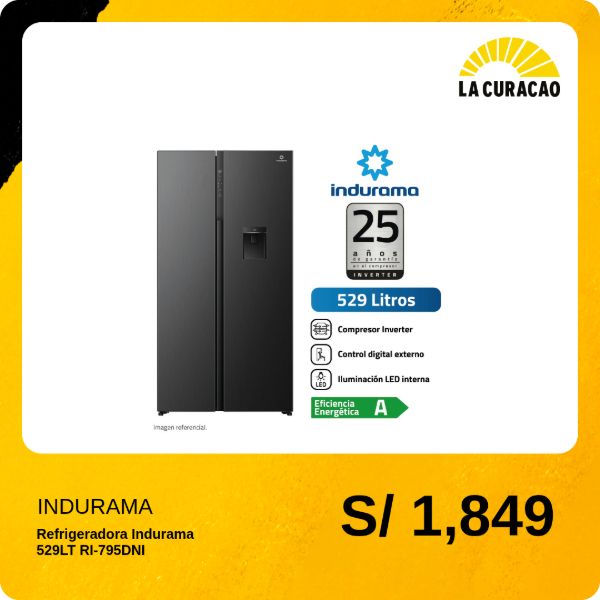 LA CURACAO
indurama
indurama
25
años
de garantía
en el compresor
INVERTER
529 Litros
Compresor Inverter
Control digital externo
LED
Iluminación LED interna
Eficiencia
Energética
A
Imagen referencial.
INDURAMA
S/ 1,849
Refrigeradora Indurama
529LT RI-795DNI